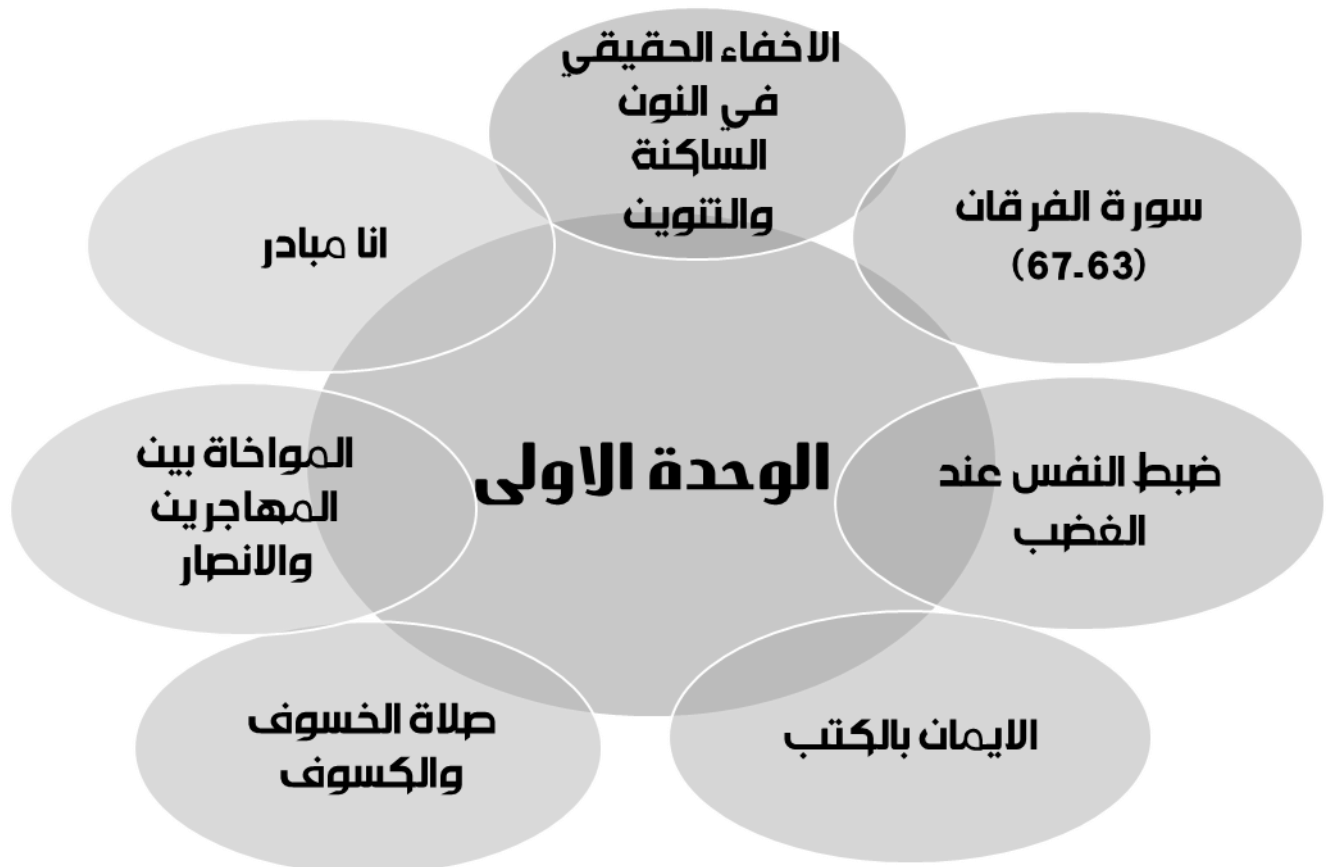 الاخفاء الحقيقي
في النون
الساكنة
والتنوين
سورة الفرقان
(63-67)
ضبط النفس عند
الغضب
الايمان بالكتب
صلاة الخسوف
والكسوف
المواخاة بين
المهاجرين
والانصار
انا مبادر
الوحدة الاولى